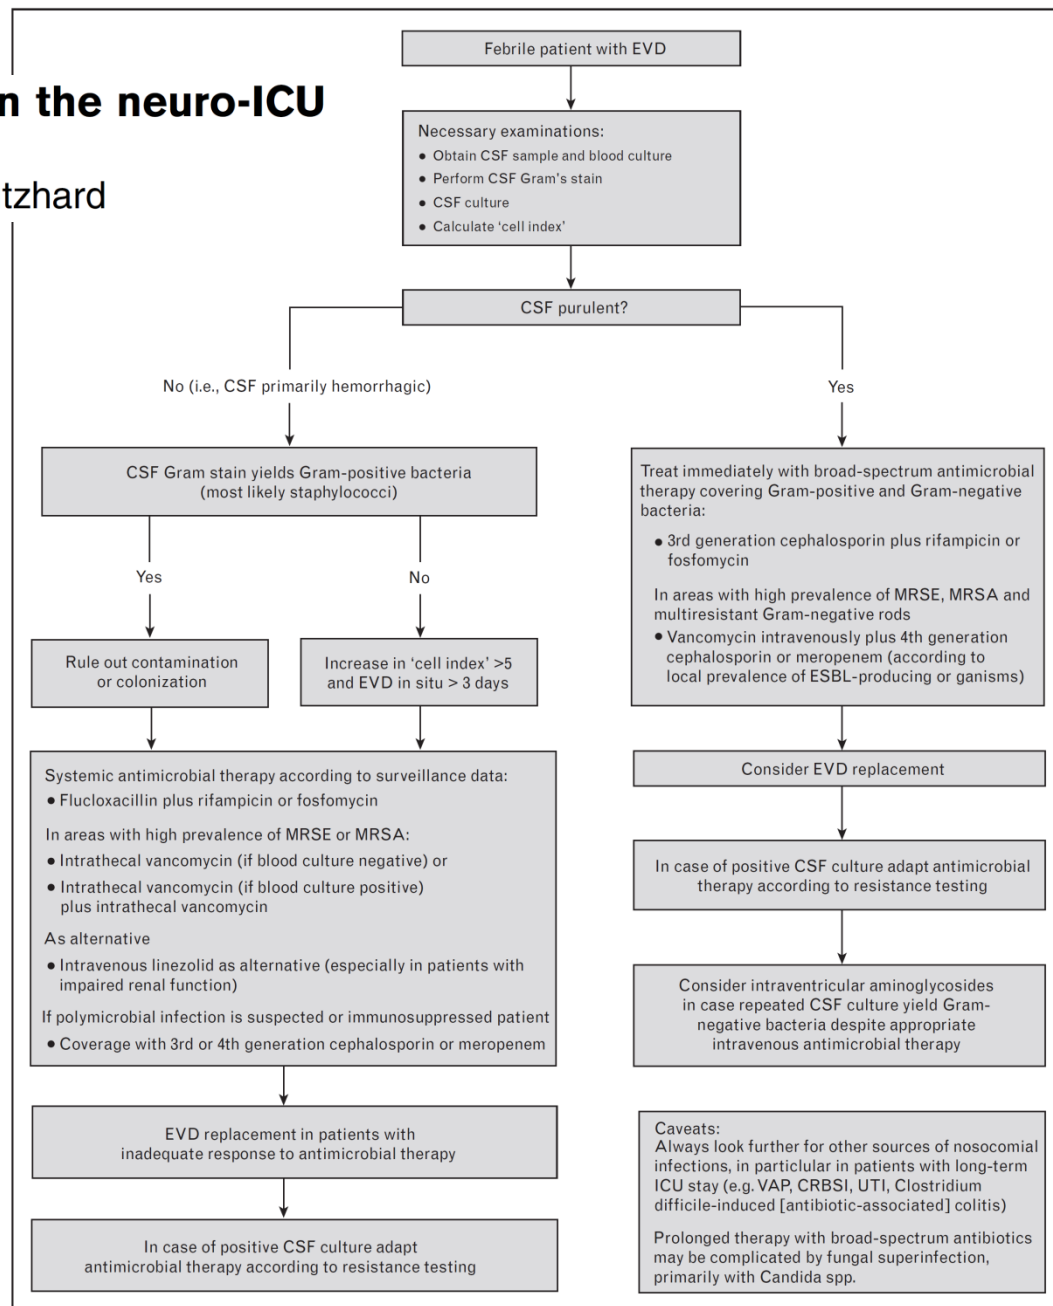 Febrile patient with EVD
n the neuro-ICU
tzhard
Necessary examinations:
• Obtain CSF sample and blood culture
• Perform CSF Gram's stain
• CSF culture
• Calculate 'cell index'
CSF purulent?
No (i.e., CSF primarily hemorrhagic)
Yes
CSF Gram stain yields Gram-positive bacteria
(most likely staphylococci)
Yes
No
Rule out contamination
or colonization
Increase in 'cell index' >5
and EVD in situ > 3 days
Systemic antimicrobial therapy according to surveillance data:
• Flucloxacillin plus rifampicin or fosfomycin
In areas with high prevalence of MRSE or MRSA:
• Intrathecal vancomycin (if blood culture negative) or
• Intrathecal vancomycin (if blood culture positive)
plus intrathecal vancomycin
As alternative
• Intravenous linezolid as alternative (especially in patients with
impaired renal function)
If polymicrobial infection is suspected or immunosuppressed patient
• Coverage with 3rd or 4th generation cephalosporin or meropenem
EVD replacement in patients with
inadequate response to antimicrobial therapy
In case of positive CSF culture adapt
antimicrobial therapy according to resistance testing
Treat immediately with broad-spectrum antimicrobial
therapy covering Gram-positive and Gram-negative
bacteria:
• 3rd generation cephalosporin plus rifampicin or
fosfomycin
In areas with high prevalence of MRSE, MRSA and
multiresistant Gram-negative rods
• Vancomycin intravenously plus 4th generation
cephalosporin or meropenem (according to
local prevalence of ESBL-producing or ganisms)
Consider EVD replacement
In case of positive CSF culture adapt antimicrobial
therapy according to resistance testing
Consider intraventricular aminoglycosides
in case repeated CSF culture yield Gram-
negative bacteria despite appropriate
intravenous antimicrobial therapy
Caveats:
Always look further for other sources of nosocomial
infections, in particlular in patients with long-term
ICU stay (e.g. VAP, CRBSI, UTI, Clostridium
difficile-induced [antibiotic-associated] colitis)
Prolonged therapy with broad-spectrum antibiotics
may be complicated by fungal superinfection,
primarily with Candida spp.